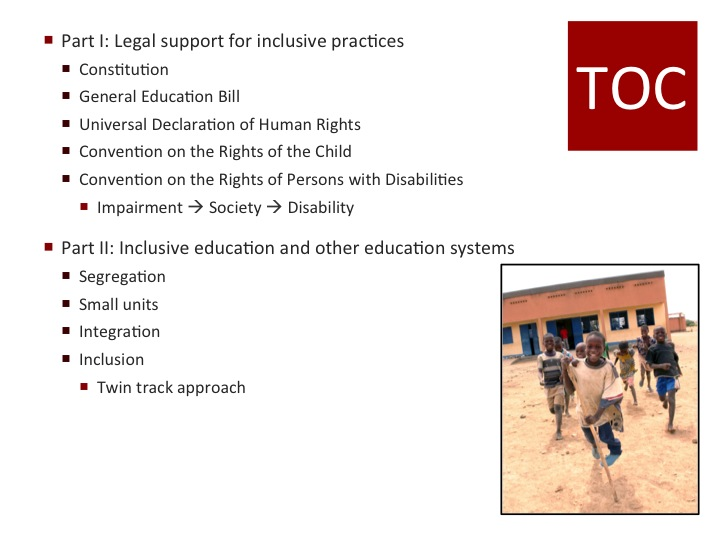 Part I: Legal support for inclusive practices
Constitution
General Education Bill
Universal Declaration of Human Rights
Convention on the Rights of the Child
Convention on the Rights of Persons with Disabilities
Impairment → Society → Disability
Part II: Inclusive education and other education systems
Segregation
Small units
Integration
Inclusion
Twin track approach
TOC